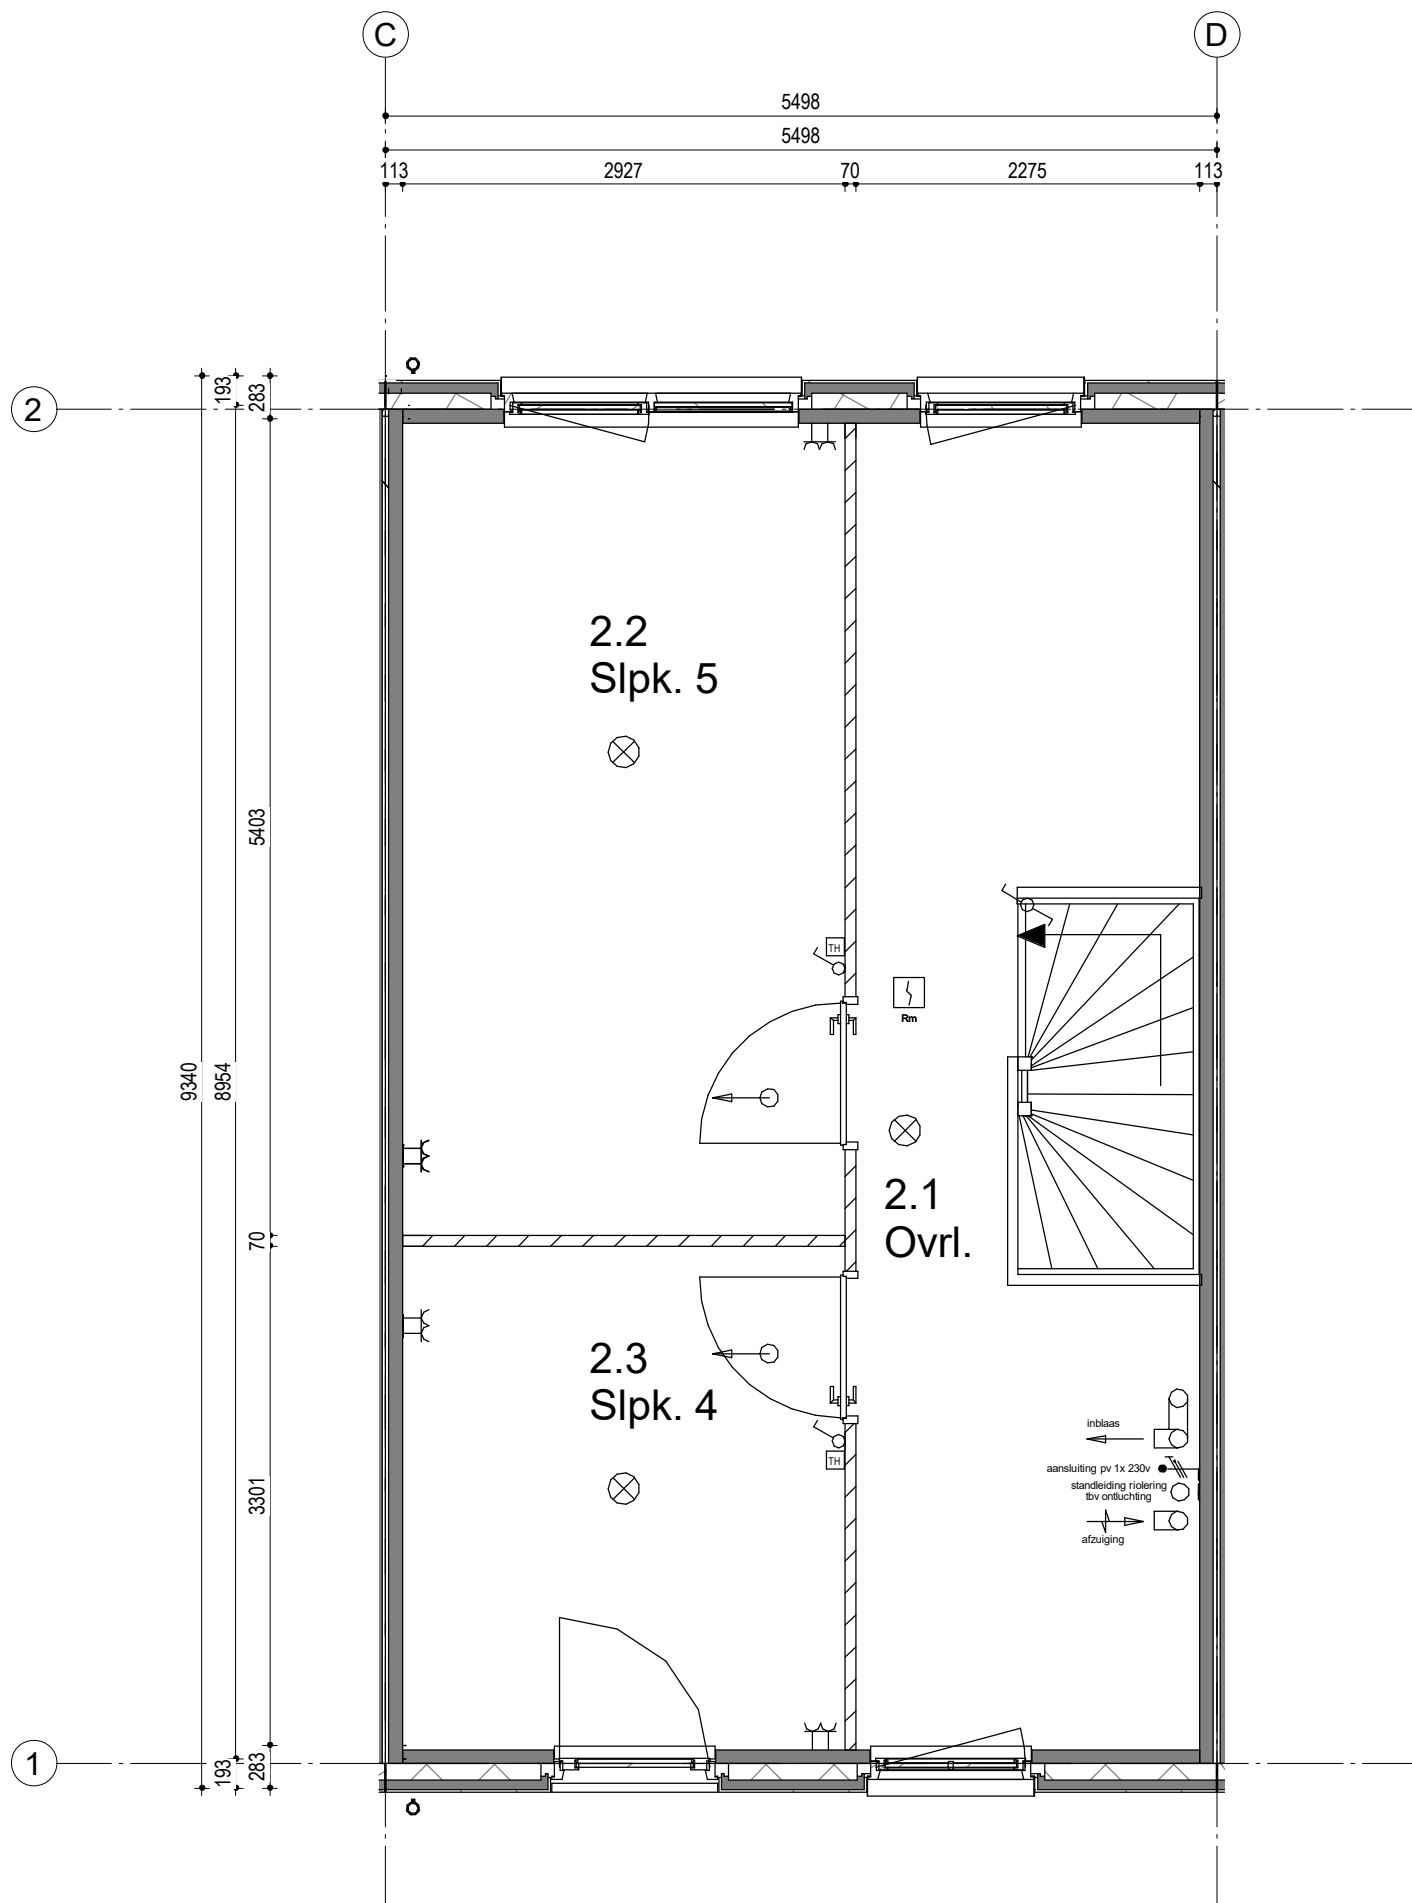 C
D
5498
5498
113
2927
70
2275
113
2
193
283
2.2
Slpk. 5
5403
TH
Rm
9340
8954
2.1
Ovrl.
70
2.3
Slpk. 4
TH
inblaas
aansluiting pv 1x 230v
standleiding riolering
tbv ontluchting
afzuiging
3301
1
193
283